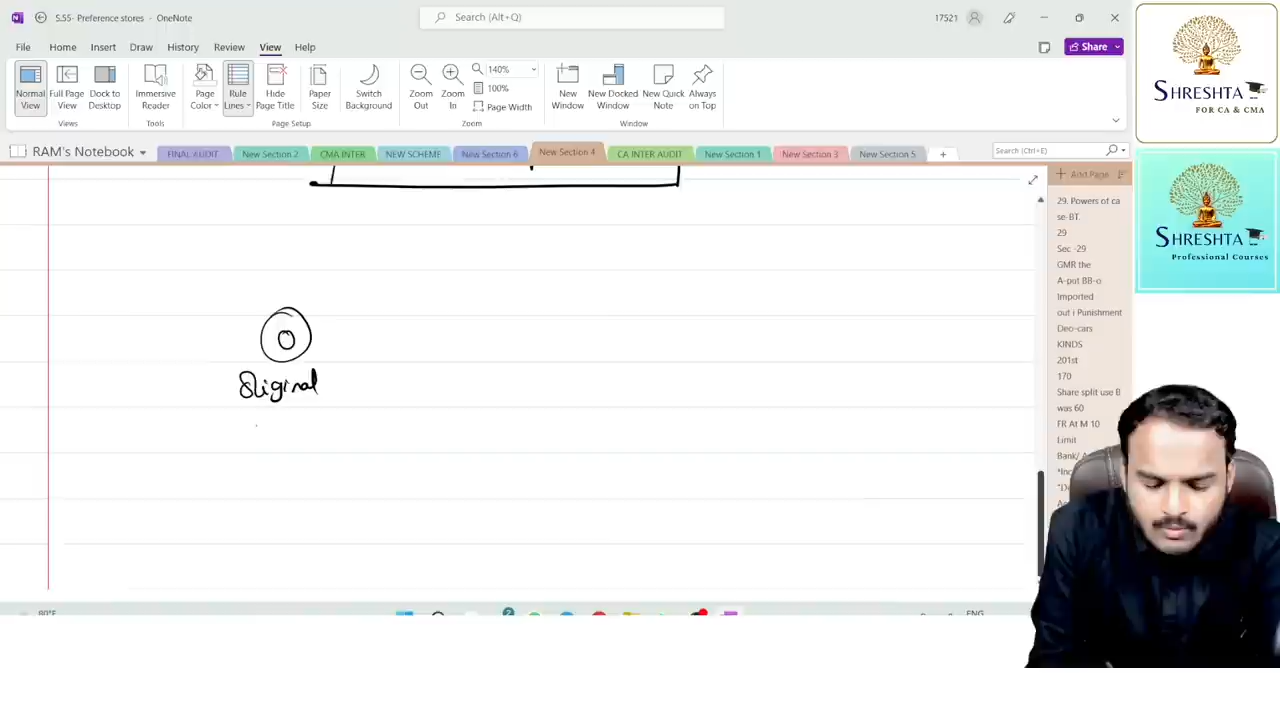 S.55- Preference stores - OneNote
Search (Alt+Q)
17521
File Home Insert Draw History Review View Help
Share
Normal View
Full Page View
Dock to Desktop
Immersive Reader
Page Color
Rule Lines
Hide Page Title
Paper Size
Switch Background
Zoom Out
Zoom In
140%
100%
Page Width
New Window
New Docked Window
New Quick Note
Always on Top
Views
Tools
Page Setup
Zoom
Window
RAM's Notebook
FINAL AUDIT
New Section 2
CMA INTER
NEW SCHEME
New Section 6
New Section 4
CA INTER AUDIT
New Section 1
New Section 3
New Section 5
+
Search (Ctrl+E)
Add Page
29. Powers of ca
se-BT.
29
Sec -29
GMR the
A-put BB-o
Imported
out i Punishment
Deo-cars
KINDS
201st
170
Share split use B
was 60
FR At M 10
Limit
Bank/
O
Original
ENG
SHRESHTA
FOR CA & CMA
SHRESHTA
Professional Courses